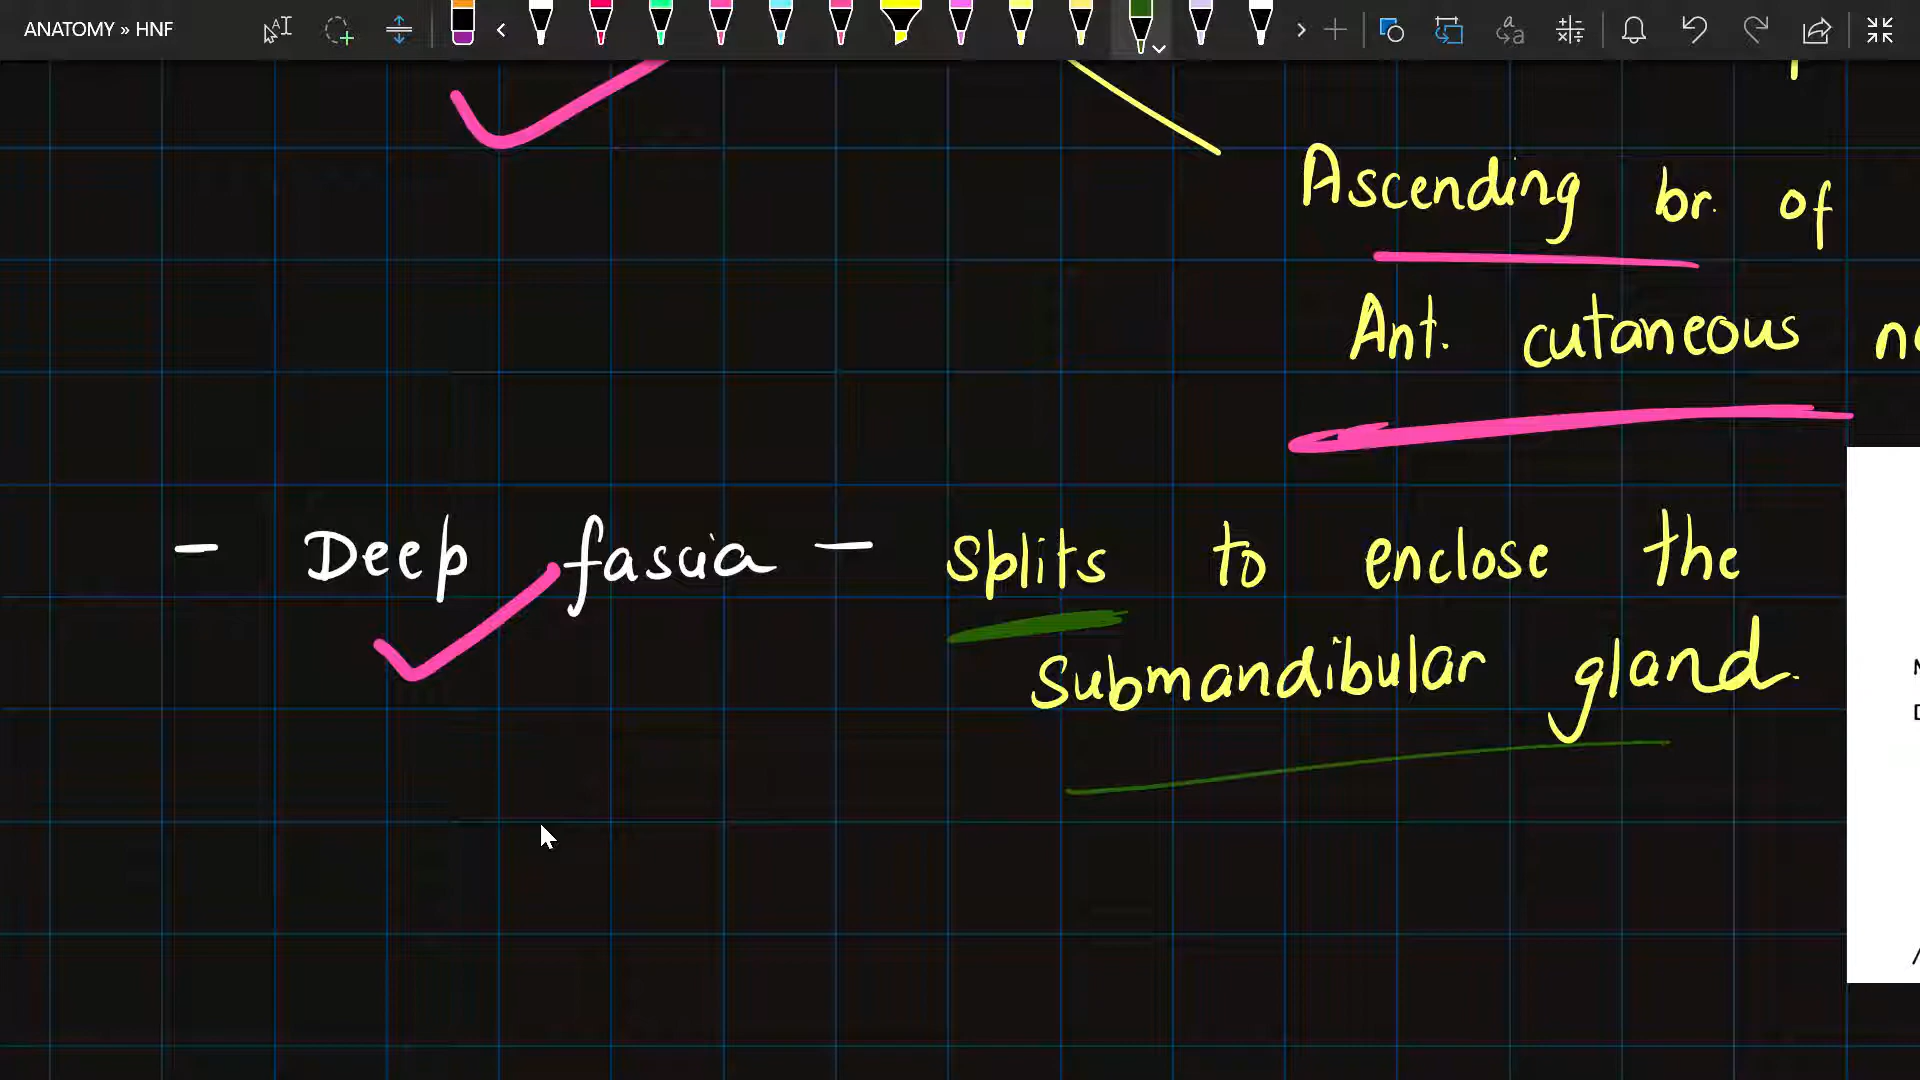 ANATOMY » HNF
Ascending br. of
Ant. cutaneous
- Deep fascia - Splits to enclose the
Submandibular gland.